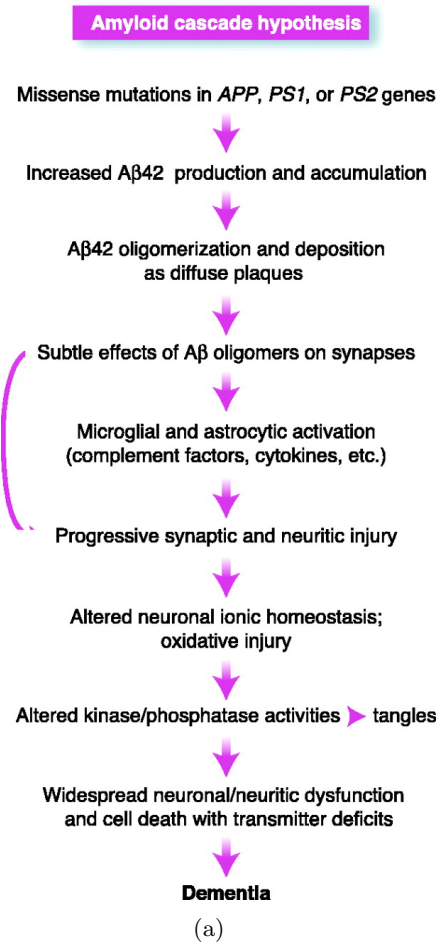 Amyloid cascade hypothesis
Missense mutations in APP, PS1, or PS2 genes
Increased Aβ42 production and accumulation
Aβ42 oligomerization and deposition
as diffuse plaques
Subtle effects of Aβ oligomers on synapses
Microglial and astrocytic activation
(complement factors, cytokines, etc.)
Progressive synaptic and neuritic injury
Altered neuronal ionic homeostasis;
oxidative injury
Altered kinase/phosphatase activities tangles
Widespread neuronal/neuritic dysfunction
and cell death with transmitter deficits
Dementia
(a)